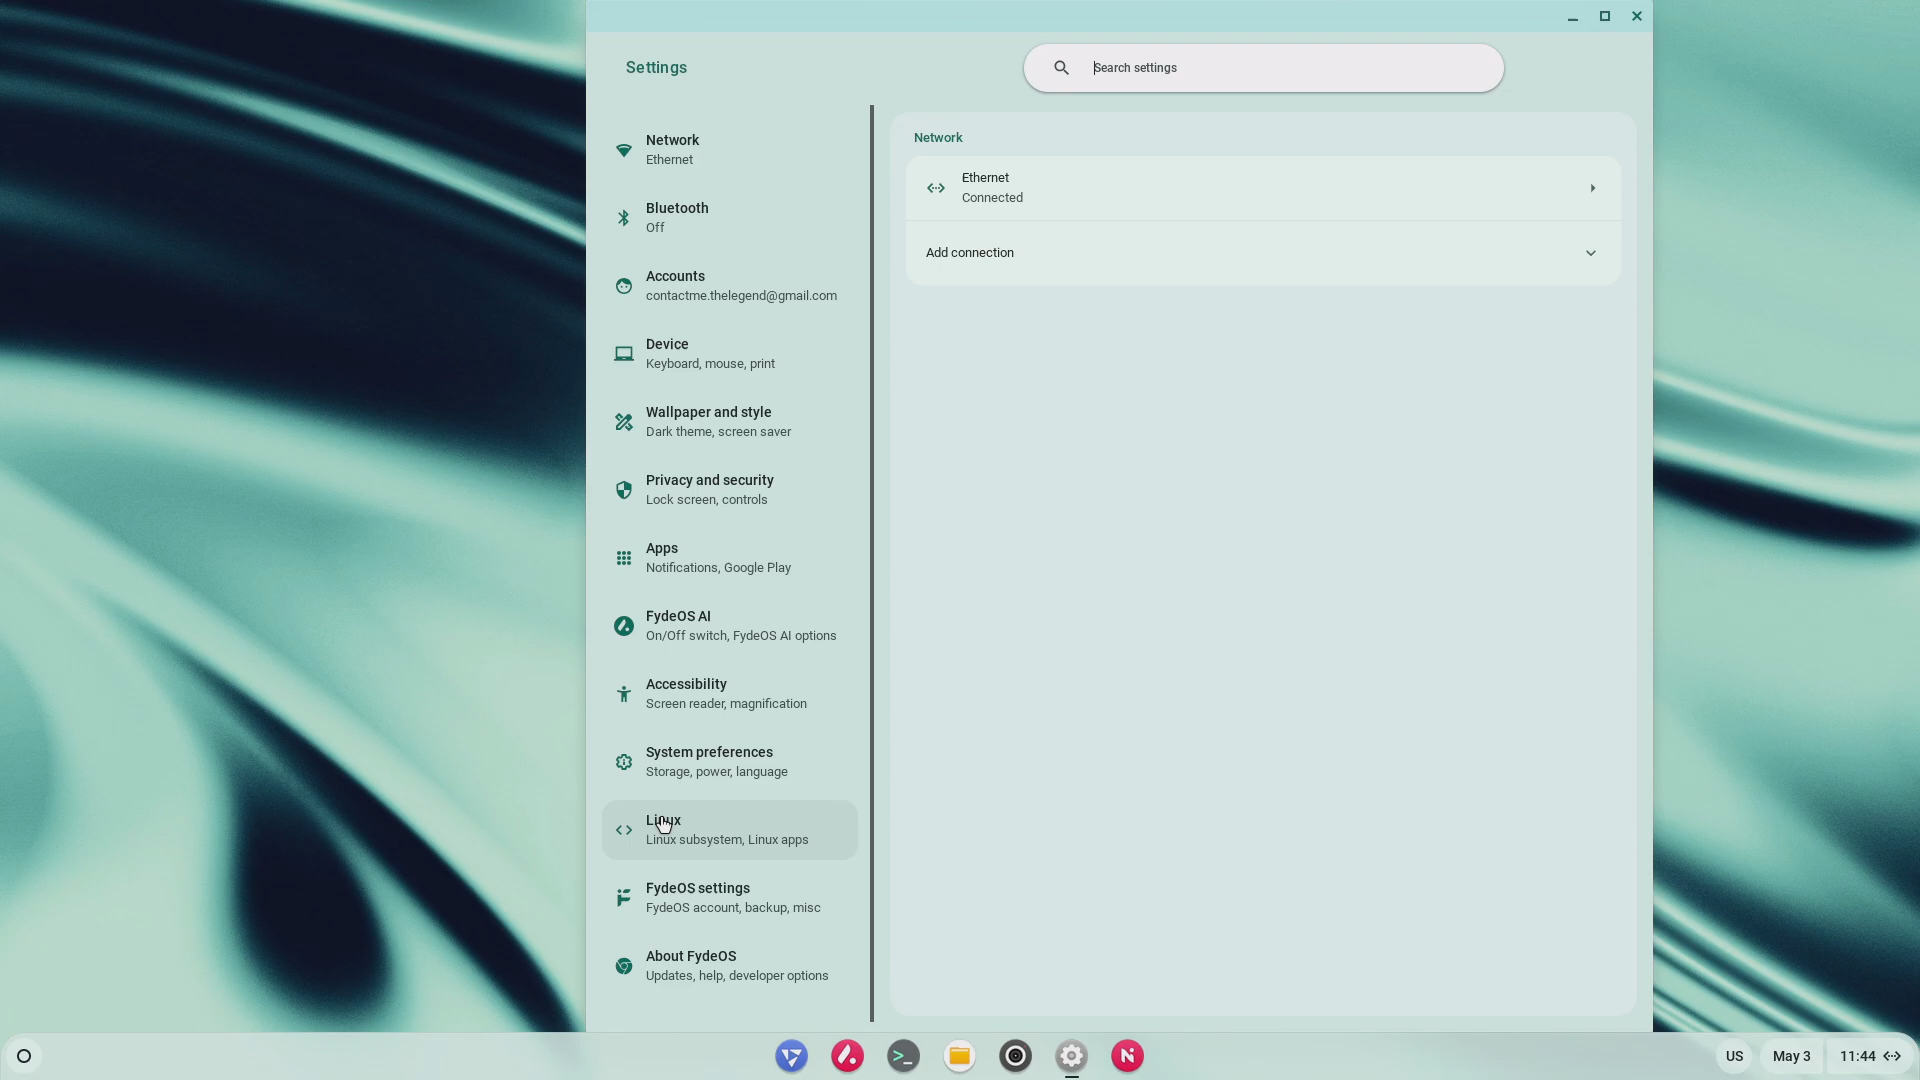 Settings
Search settings
Network
Ethernet
Bluetooth
Off
Accounts
contactme.thelegend@gmail.com
Device
Keyboard, mouse, print
Wallpaper and style
Dark theme, screen saver
Privacy and security
Lock screen, controls
Apps
Notifications, Google Play
FydeOS AI
On/Off switch, FydeOS AI options
Accessibility
Screen reader, magnification
System preferences
Storage, power, language
Linux
Linux subsystem, Linux apps
FydeOS settings
FydeOS account, backup, misc
About FydeOS
Updates, help, developer options
Network
Ethernet
Connected
Add connection
US
May 3
11:44